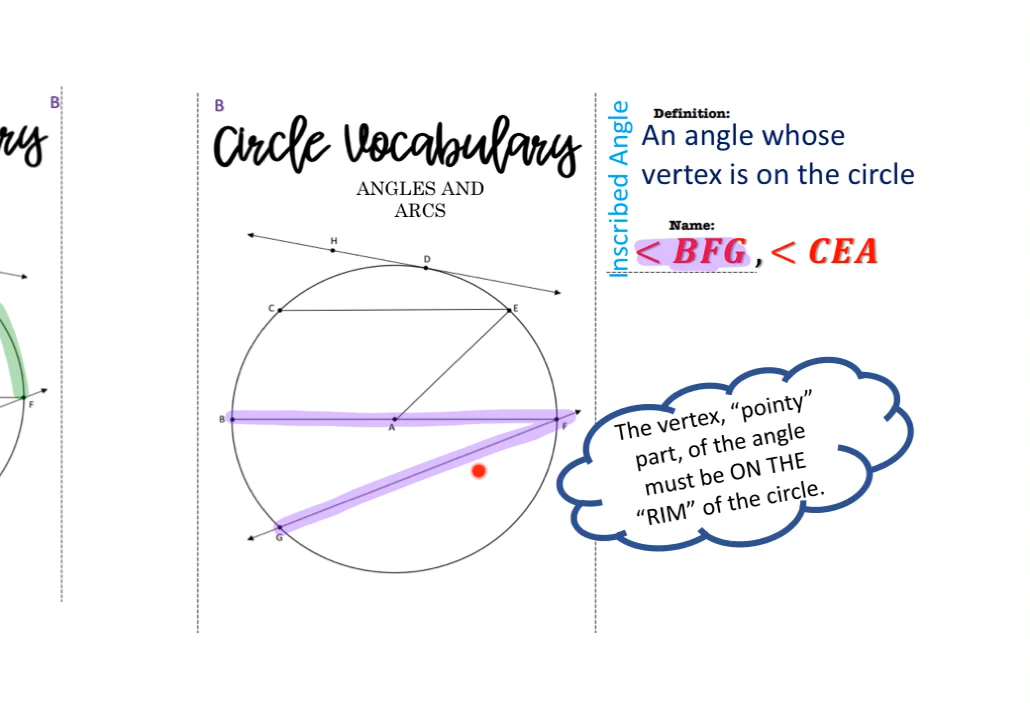 B
ry
F
B
Circle Vocabulary
ANGLES AND
ARCS
H
D
C
E
B
A
F
G
Inscribed Angle
Definition:
An angle whose
vertex is on the circle
Name:
< BFG , < CEA
The vertex, “pointy”
part, of the angle
must be ON THE
“RIM” of the circle.